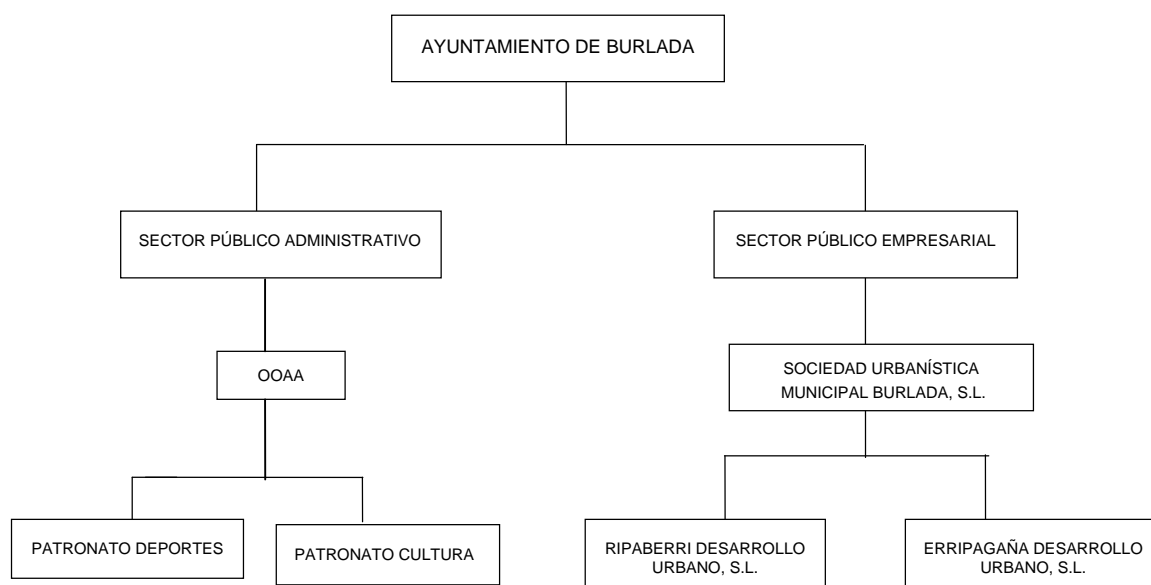 AYUNTAMIENTO DE BURLADA
SECTOR PÚBLICO ADMINISTRATIVO
SECTOR PÚBLICO EMPRESARIAL
OOAA
SOCIEDAD URBANÍSTICA
MUNICIPAL BURLADA, S.L.
PATRONATO DEPORTES
PATRONATO CULTURA
RIPABERRI DESARROLLO
URBANO, S.L.
ERRIPAGAÑA DESARROLLO
URBANO, S.L.